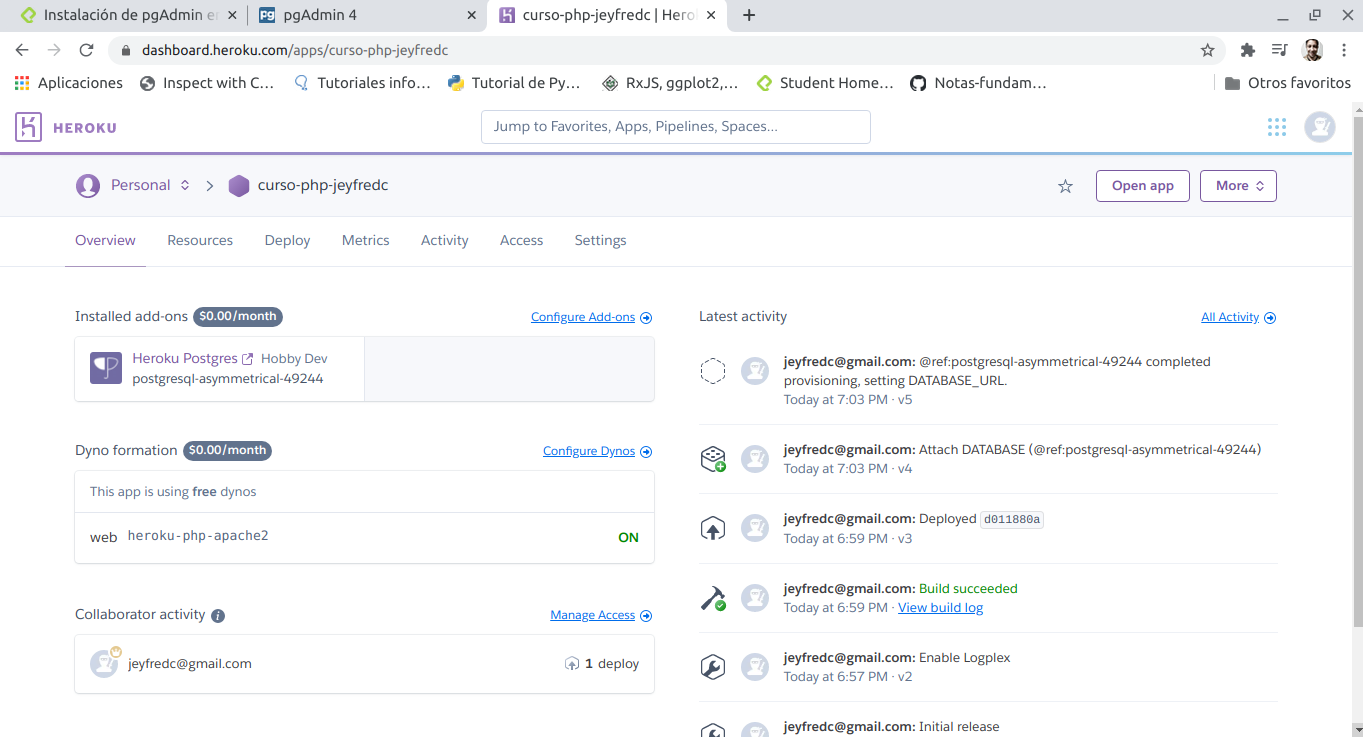 Instalación de pgAdmin en
pgAdmin 4
curso-php-jeyfredc | Hero
dashboard.heroku.com/apps/curso-php-jeyfredc
Aplicaciones
Inspect with C...
Tutoriales info...
Tutorial de Py...
RxJS, ggplot2,...
Student Home...
Notas-fundam...
Otros favoritos
HEROKU
Jump to Favorites, Apps, Pipelines, Spaces...
Personal
curso-php-jeyfredc
Open app
More
Overview
Resources
Deploy
Metrics
Activity
Access
Settings
Installed add-ons $0.00/month
Configure Add-ons
Heroku Postgres Hobby Dev
postgresql-asymmetrical-49244
Dyno formation $0.00/month
Configure Dynos
This app is using free dynos
web heroku-php-apache2
ON
Collaborator activity
Manage Access
jeyfredc@gmail.com
1 deploy
Latest activity
All Activity
jeyfredc@gmail.com: @ref:postgresql-asymmetrical-49244 completed
provisioning, setting DATABASE_URL.
Today at 7:03 PM · v5
jeyfredc@gmail.com: Attach DATABASE (@ref:postgresql-asymmetrical-49244)
Today at 7:03 PM · v4
jeyfredc@gmail.com: Deployed d011880a
Today at 6:59 PM · v3
jeyfredc@gmail.com: Build succeeded
Today at 6:59 PM · View build log
jeyfredc@gmail.com: Enable Logplex
Today at 6:57 PM · v2
jeyfredc@gmail.com: Initial release